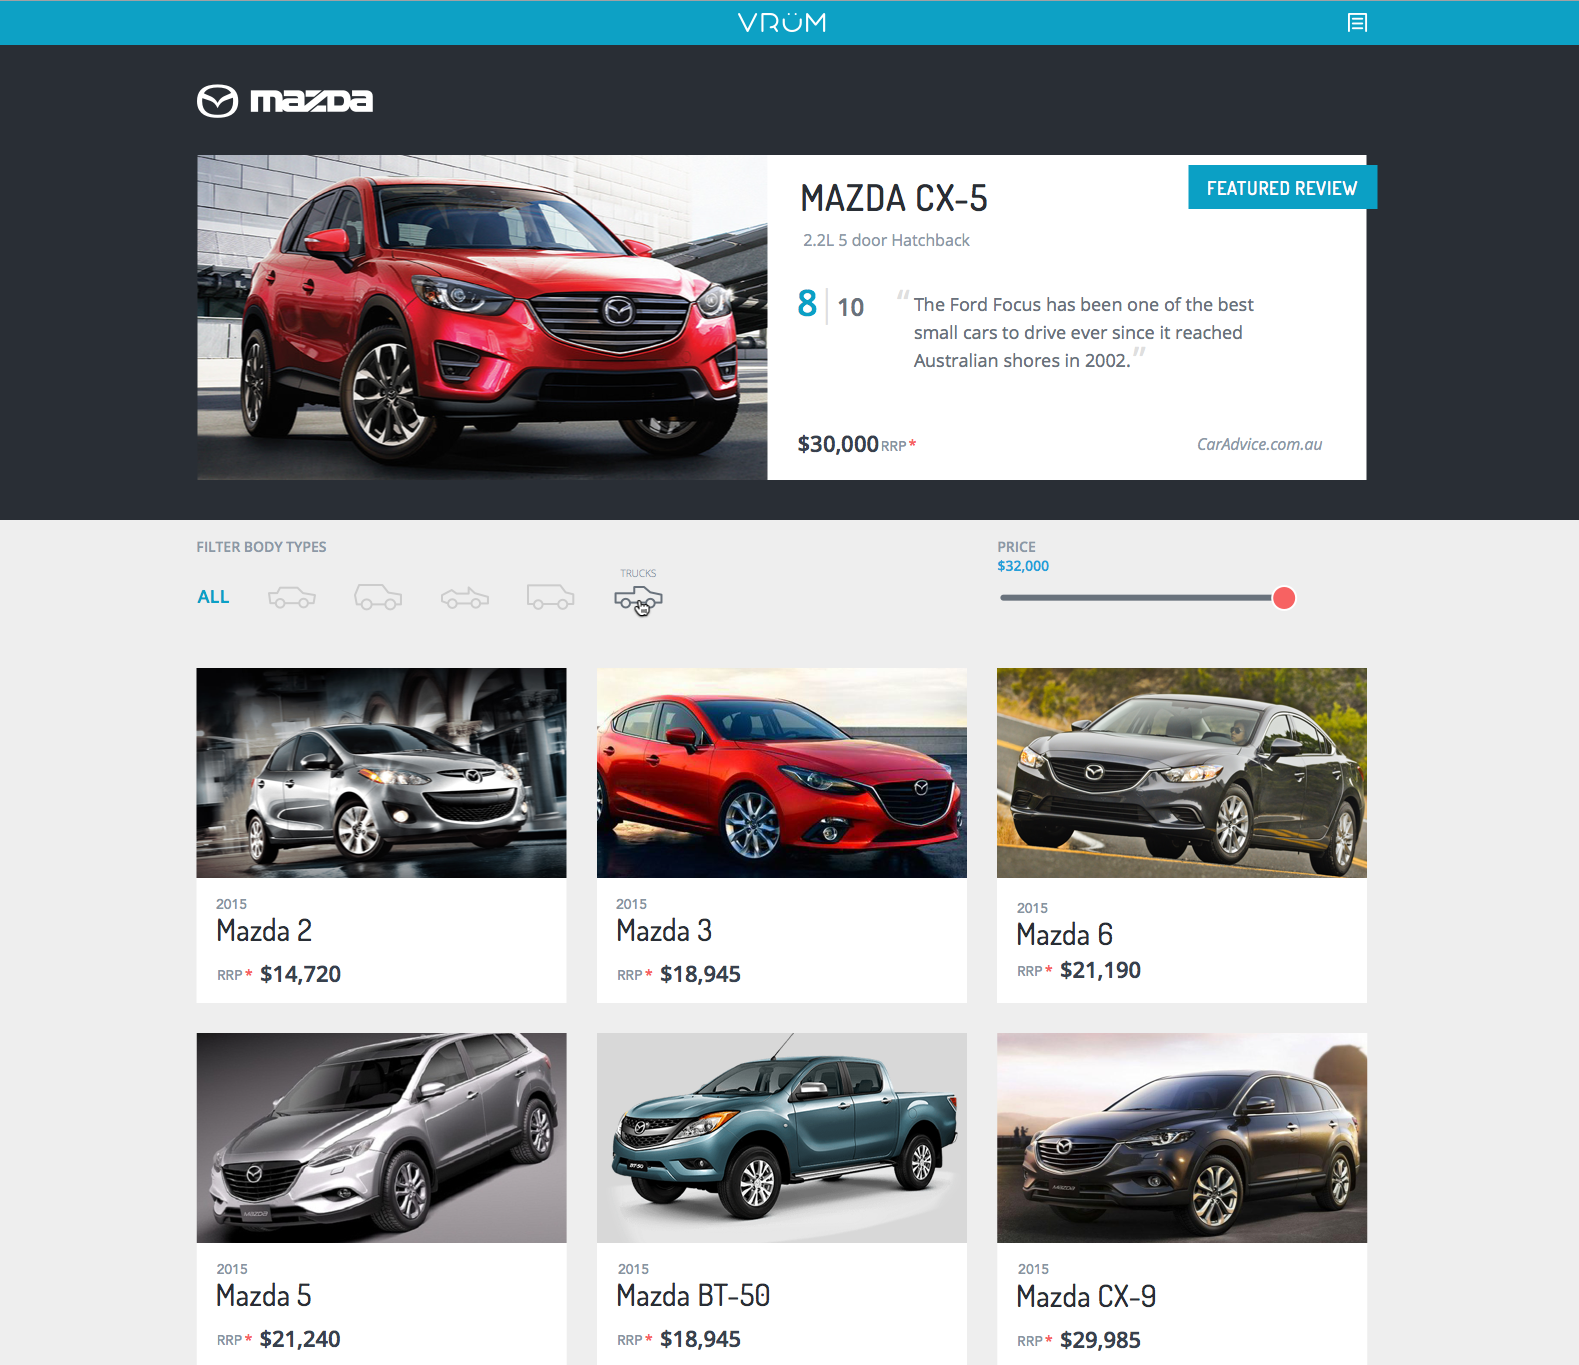 VRÜM
mazda
MAZDA CX-5
FEATURED REVIEW
2.2L 5 door Hatchback
8 | 10
“ The Ford Focus has been one of the best
small cars to drive ever since it reached
Australian shores in 2002. ”
$30,000 RRP *
CarAdvice.com.au
FILTER BODY TYPES
PRICE
$32,000
TRUCKS
ALL
2015
Mazda 2
RRP * $14,720
2015
Mazda 3
RRP * $18,945
2015
Mazda 6
RRP * $21,190
MAZDA
BT-50
MAZDA
2015
Mazda 5
RRP * $21,240
2015
Mazda BT-50
RRP * $18,945
2015
Mazda CX-9
RRP * $29,985